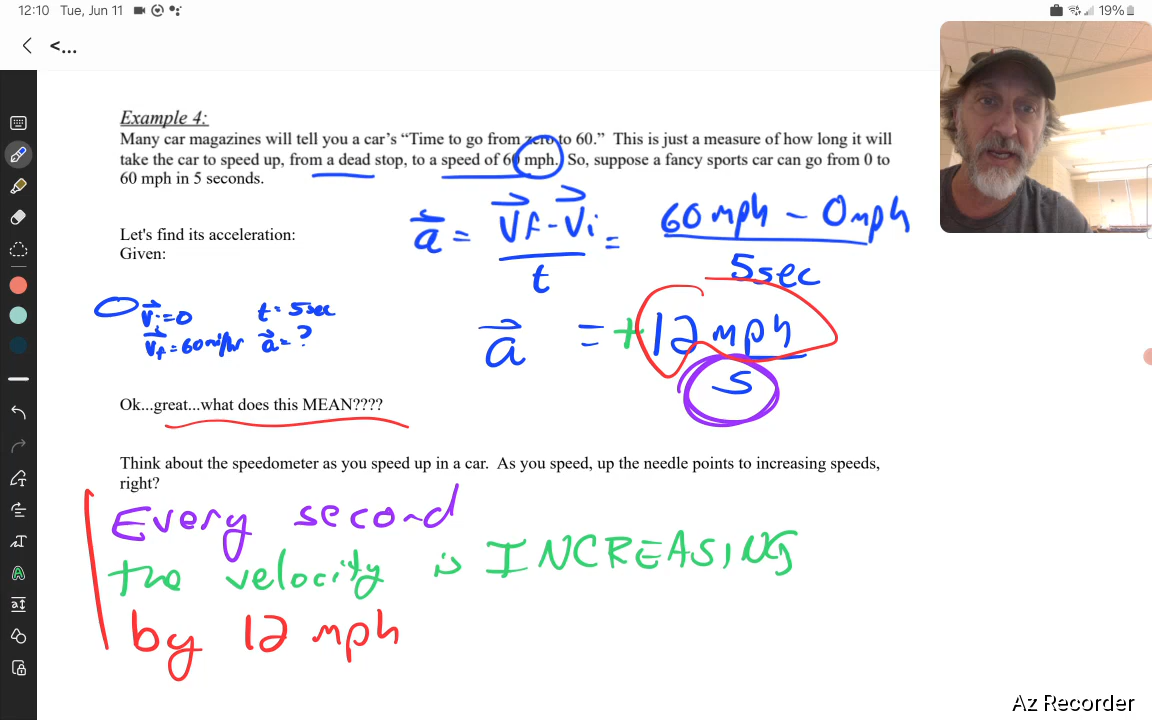 12:10 Tue, Jun 11
19%
<...
Example 4:
Many car magazines will tell you a car's “Time to go from zero to 60.” This is just a measure of how long it will
take the car to speed up, from a dead stop, to a speed of 60 mph. So, suppose a fancy sports car can go from 0 to
60 mph in 5 seconds.
Let's find its acceleration:
Given:
a = vf - vi / t = 60 mph - 0 mph / 5 sec
vi = 0 t = 5 sec
vf = 60 mi/hr a = ?
a = +12 mph / s
Ok...great...what does this MEAN????
Think about the speedometer as you speed up in a car. As you speed, up the needle points to increasing speeds,
right?
Every second
the velocity is INCREASING
by 12 mph
Az Recorder